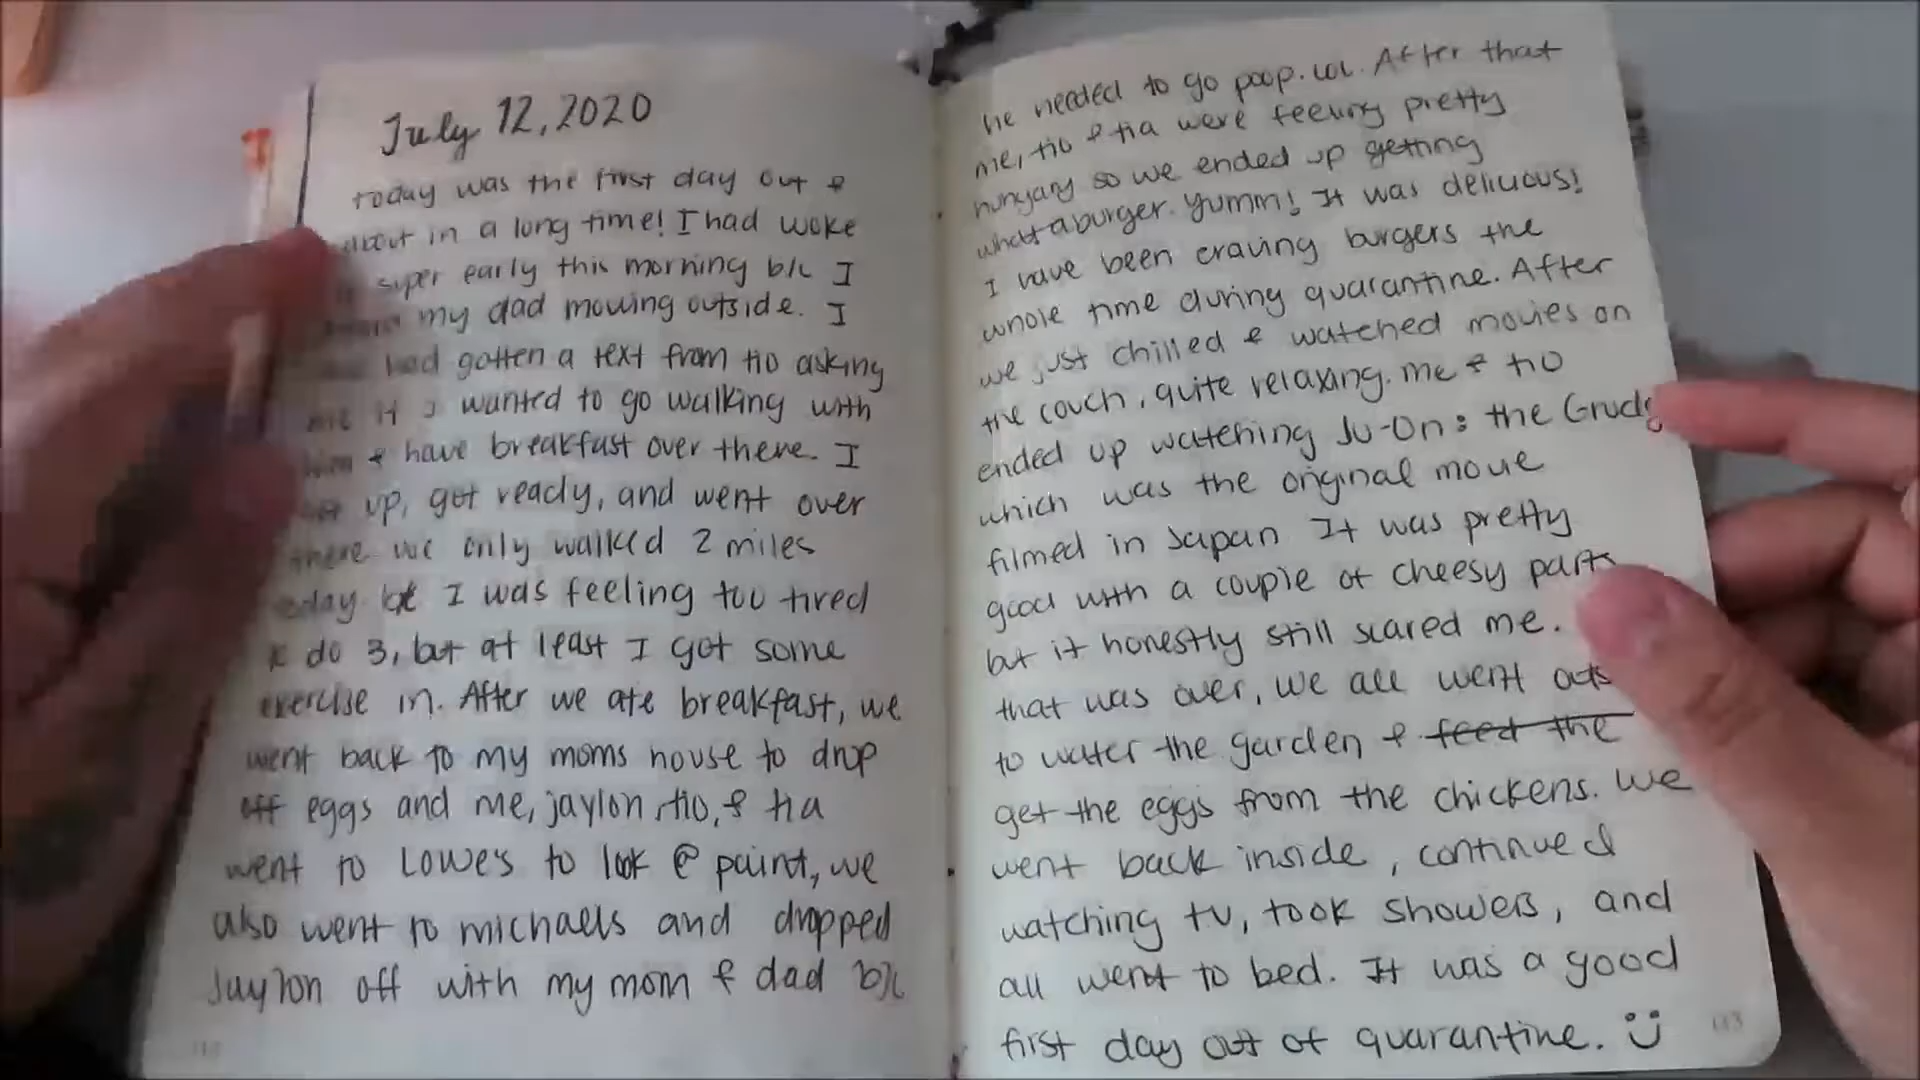 July 12, 2020
today was the first day out &
about in a long time! I had woke
super early this morning b/c I
my dad mowing outside. I
had gotten a text from tio asking
me if I wanted to go walking with
him & have breakfast over there. I
up, got ready, and went over
there we only walked 2 miles
I was feeling too tired
do 3, but at least I got some
exercise in. After we ate breakfast, we
went back to my moms house to drop
off eggs and me, jaylon, tio, & tia
went to Lowe's to look @ paint, we
also went to michaels and dropped
Jaylon off with my mom & dad b/c
he needed to go poop. lol. After that
me, tio & tia were feeling pretty
hungary so we ended up getting
whataburger. Yumm! It was delicious!
I have been craving burgers the
whole time during quarantine. After
we just chilled & watched movies on
the couch, quite relaxing. me & tio
ended up watching Ju-On: the Grudg
which was the original movie
filmed in Japan It was pretty
good with a couple of cheesy parts
but it honestly still scared me.
that was over, we all went outs
to water the garden & feed the
get the eggs from the chickens. We
went back inside, continued
watching tv, took showers, and
all went to bed. It was a good
first day out of quarantine. :)
113